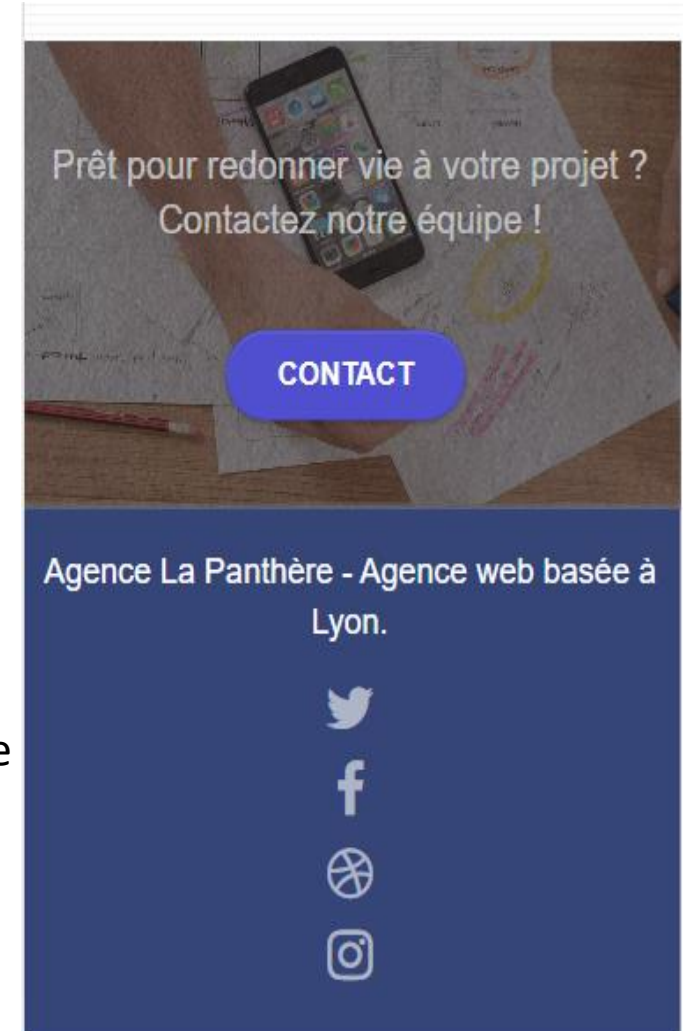 Prêt pour redonner vie à votre projet ?
Contactez notre équipe !
CONTACT
Agence La Panthère - Agence web basée à
Lyon.
e